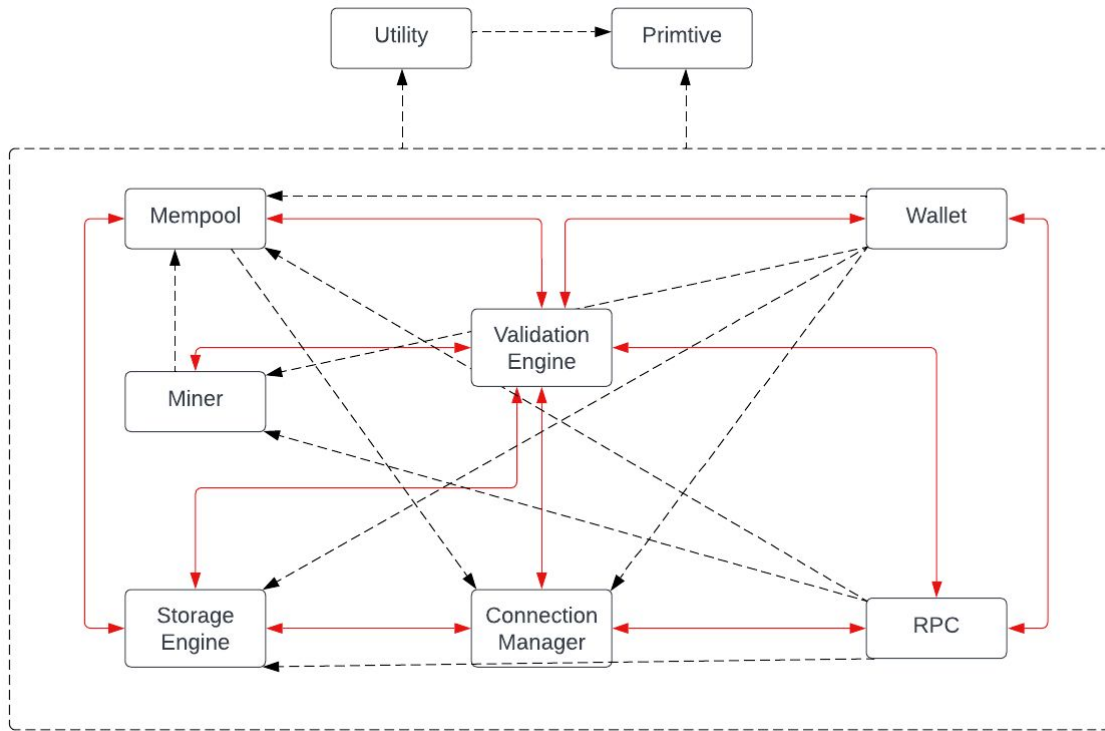 Utility
Primtive
Mempool
Wallet
Validation
Engine
Miner
Storage
Engine
Connection
Manager
RPC